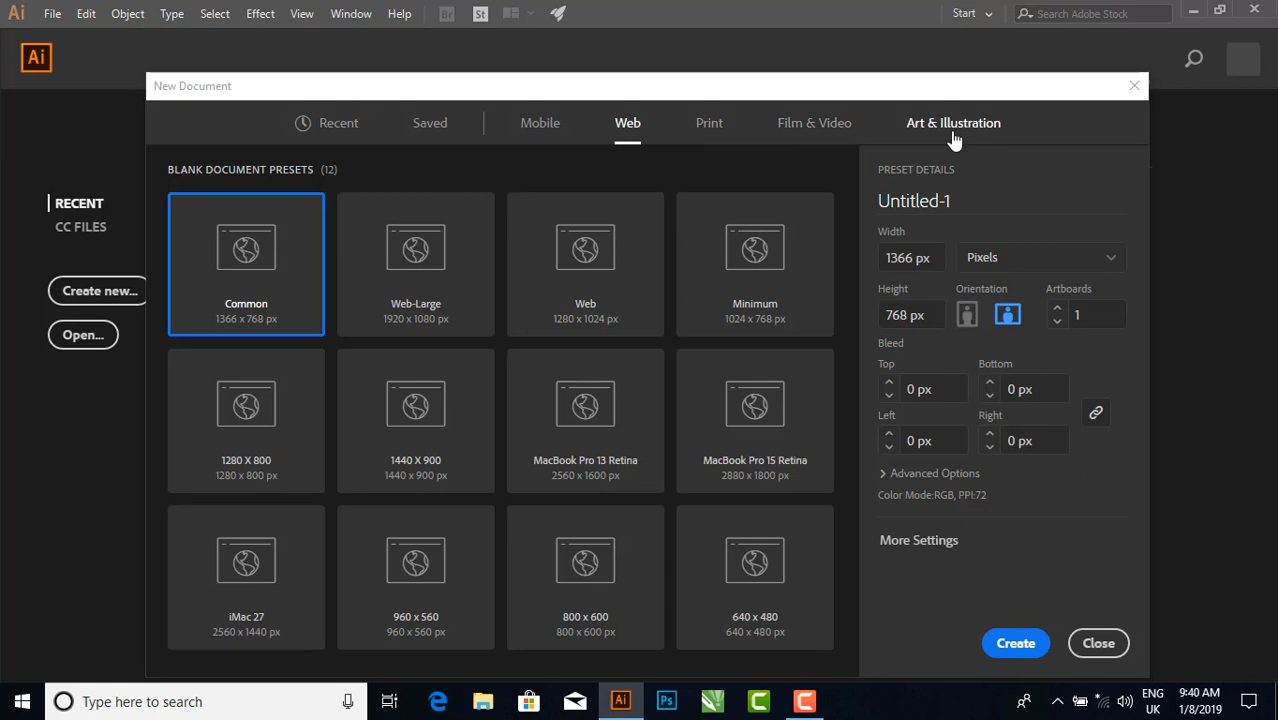 Ai File Edit Object Type Select Effect View Window Help Br St Start Search Adobe Stock
Ai
New Document
Recent Saved Mobile Web Print Film & Video Art & Illustration
RECENT
CC FILES
Create new...
Open...
BLANK DOCUMENT PRESETS (12)
Common
1366 x 768 px
Web-Large
1920 x 1080 px
Web
1280 x 1024 px
Minimum
1024 x 768 px
1280 X 800
1280 x 800 px
1440 X 900
1440 x 900 px
MacBook Pro 13 Retina
2560 x 1600 px
MacBook Pro 15 Retina
2880 x 1800 px
iMac 27
2560 x 1440 px
960 x 560
960 x 560 px
800 x 600
800 x 600 px
640 x 480
640 x 480 px
PRESET DETAILS
Untitled-1
Width
1366 px Pixels
Height Orientation Artboards
768 px 1
Bleed
Top Bottom
0 px 0 px
Left Right
0 px 0 px
Advanced Options
Color Mode:RGB, PPI:72
More Settings
Create Close
Type here to search
Ai Ps
ENG
UK
9:40 AM
1/8/2019